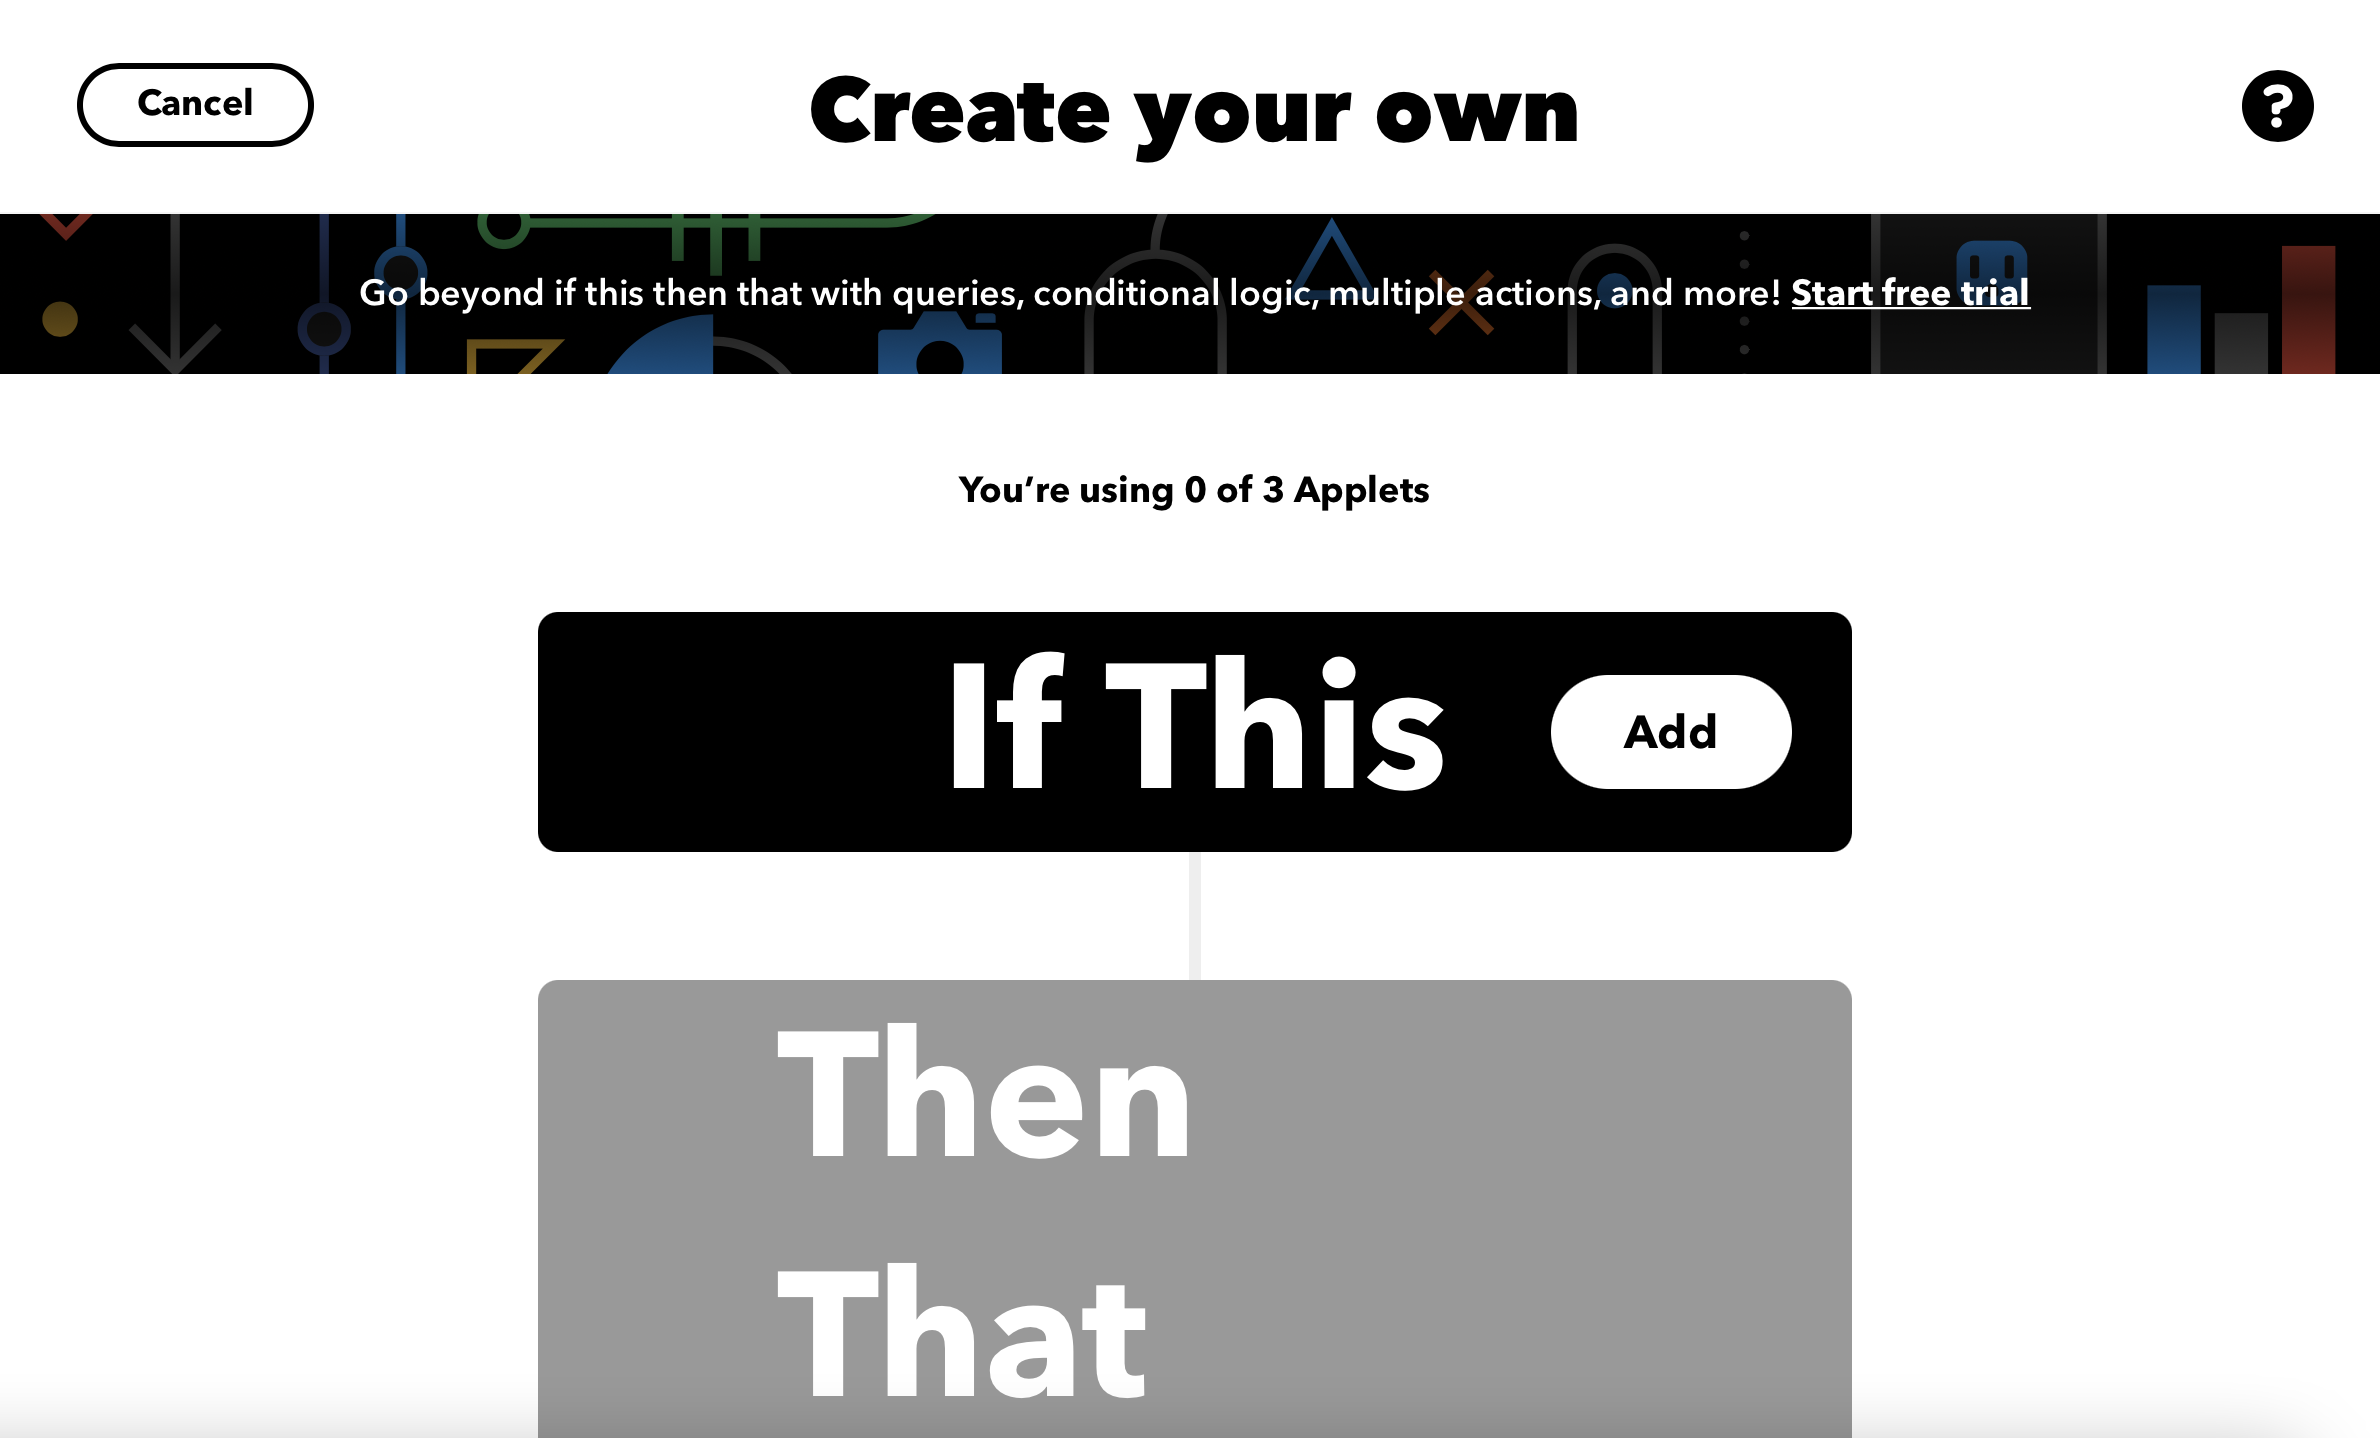 Cancel
Create your own
?
Go beyond if this then that with queries, conditional logic, multiple actions, and more! Start free trial
You’re using 0 of 3 Applets
If This
Add
Then
That